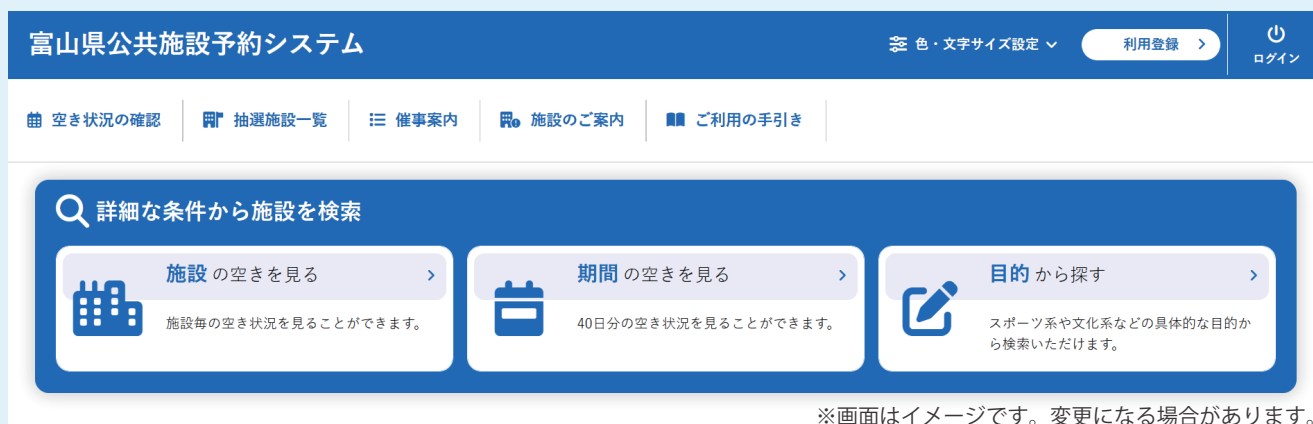 富山県公共施設予約システム
色・文字サイズ設定
利用登録
ログイン
空き状況の確認
抽選施設一覧
催事案内
施設のご案内
ご利用の手引き
詳細な条件から施設を検索
施設 の空きを見る
施設毎の空き状況を見ることができます。
期間 の空きを見る
40日分の空き状況を見ることができます。
目的 から探す
スポーツ系や文化系などの具体的な目的か
ら検索いただけます。
※画面はイメージです。変更になる場合があります。